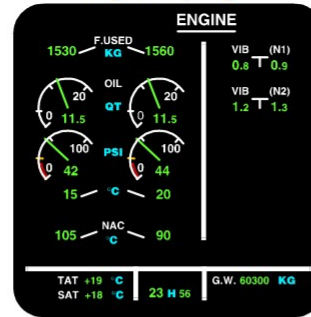 ENGINE
F.USED
1530 KG 1560
OIL
20 20
0 QT 0
11.5 11.5
100 100
PSI
0 0
42 44
15 °C 20
NAC
105 °C 90
VIB (N1)
0.8 0.9
VIB (N2)
1.2 1.3
TAT +19 °C
SAT +18 °C
23 H 56
G.W. 60300 KG